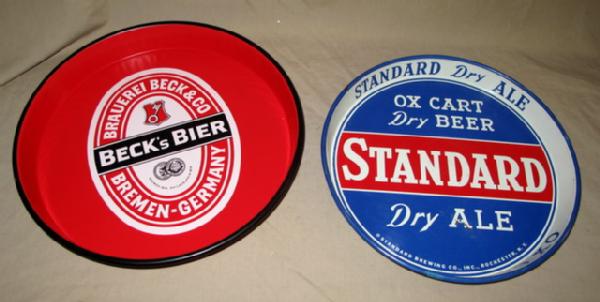 BRAUEREI BECK & CO
BECK'S BIER
BREMEN-GERMANY
STANDARD Dry ALE
OX CART
Dry BEER
STANDARD
Dry ALE
© STANDARD BREWING CO., INC., ROCHESTER, N.Y.